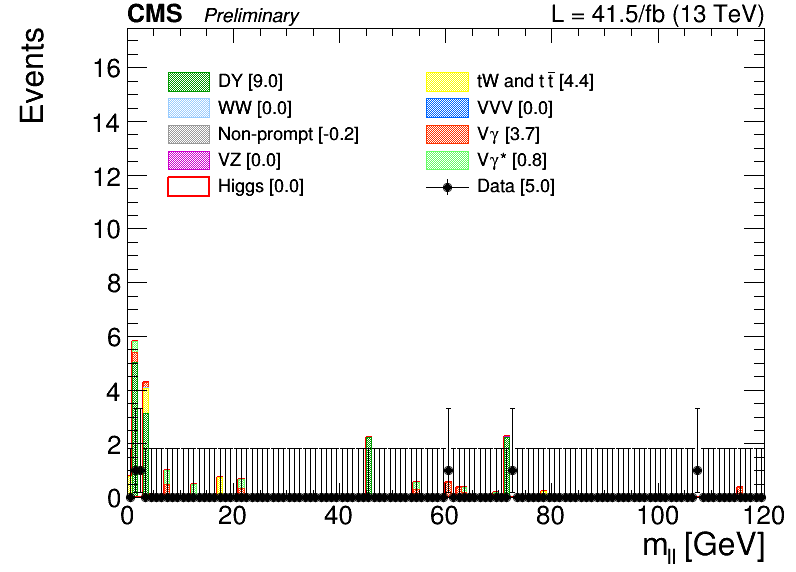 CMS Preliminary L = 41.5/fb (13 TeV)
Events
DY [9.0] tW and tt̅ [4.4]
WW [0.0] VVV [0.0]
Non-prompt [-0.2] Vγ [3.7]
VZ [0.0] Vγ* [0.8]
Higgs [0.0] Data [5.0]
16
14
12
10
8
6
4
2
0
0 20 40 60 80 100 120
m_ll [GeV]